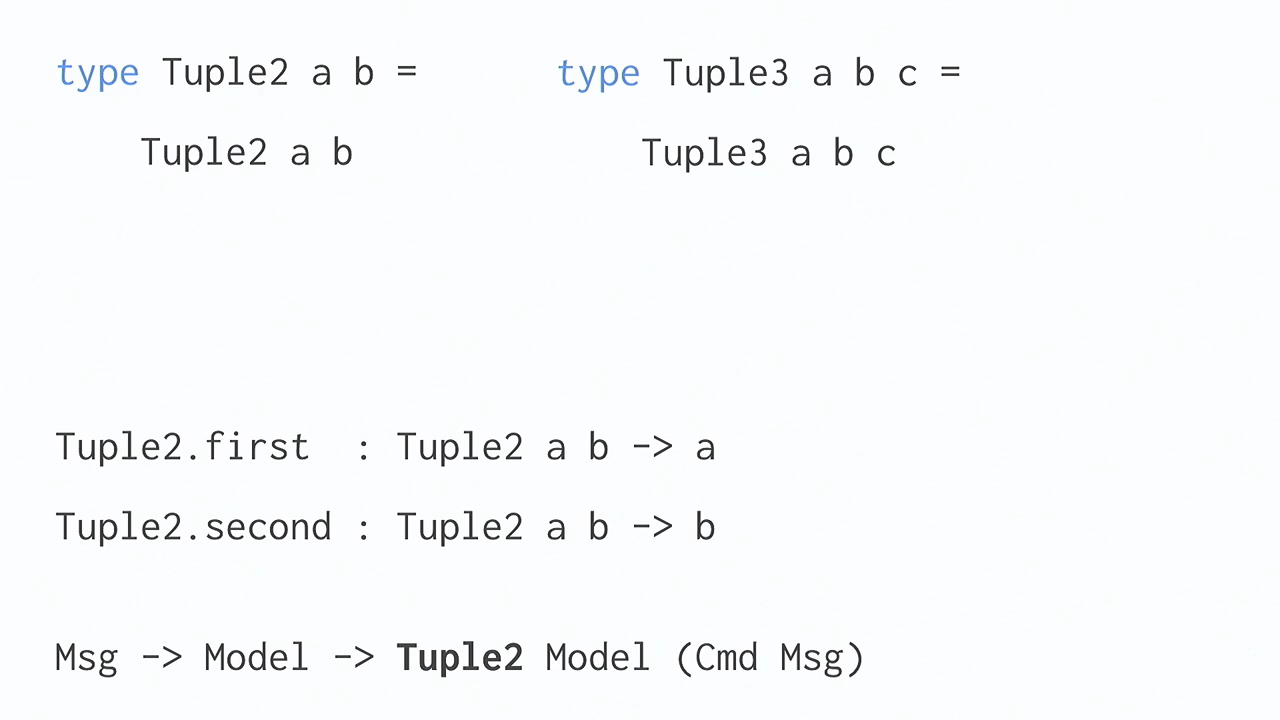 type Tuple2 a b =
    Tuple2 a b
type Tuple3 a b c =
    Tuple3 a b c
Tuple2.first  : Tuple2 a b -> a
Tuple2.second : Tuple2 a b -> b
Msg -> Model -> Tuple2 Model (Cmd Msg)